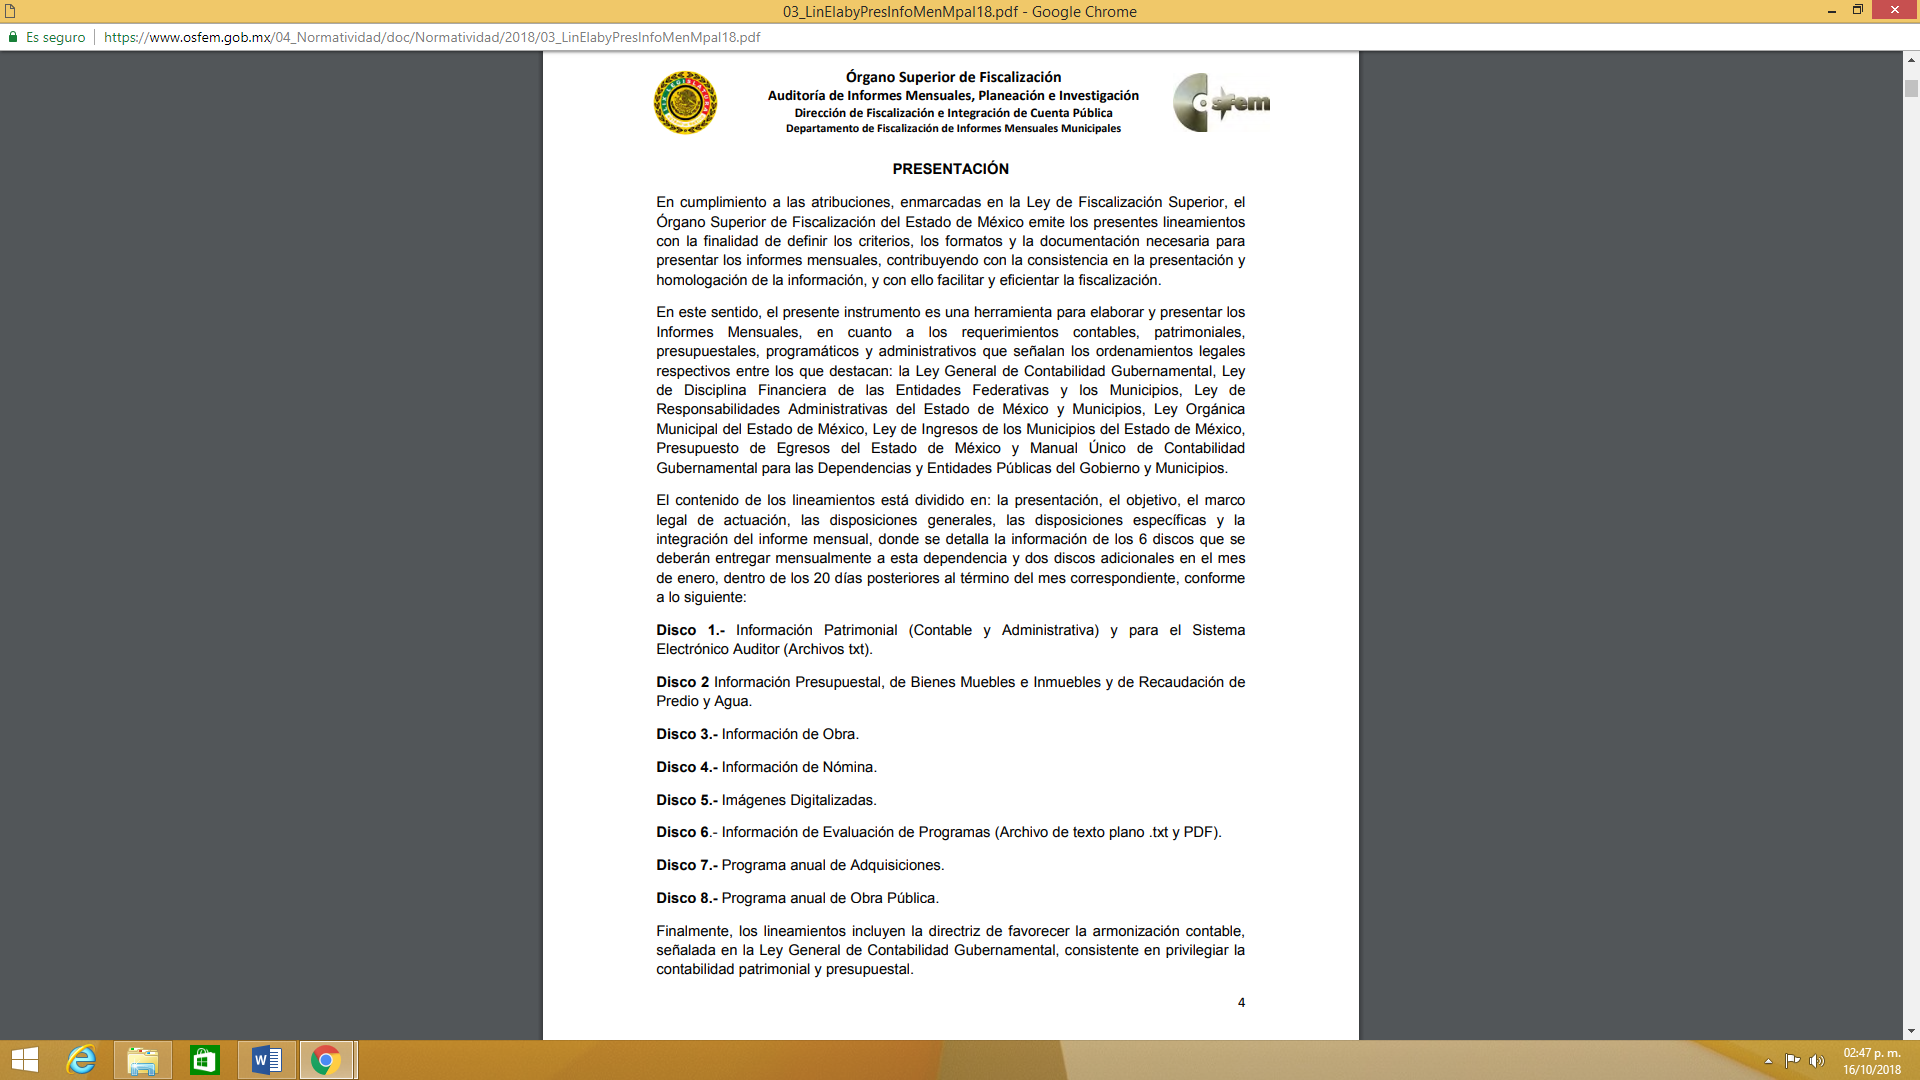 03_LinElabyPresInfoMenMpal18.pdf - Google Chrome
Es seguro
https://www.osfem.gob.mx/04_Normatividad/doc/Normatividad/2018/03_LinElabyPresInfoMenMpal18.pdf
Órgano Superior de Fiscalización
Auditoría de Informes Mensuales, Planeación e Investigación
Dirección de Fiscalización e Integración de Cuenta Pública
Departamento de Fiscalización de Informes Mensuales Municipales
osfem
PRESENTACIÓN
En cumplimiento a las atribuciones, enmarcadas en la Ley de Fiscalización Superior, el
Órgano Superior de Fiscalización del Estado de México emite los presentes lineamientos
con la finalidad de definir los criterios, los formatos y la documentación necesaria para
presentar los informes mensuales, contribuyendo con la consistencia en la presentación y
homologación de la información, y con ello facilitar y eficientar la fiscalización.
En este sentido, el presente instrumento es una herramienta para elaborar y presentar los
Informes Mensuales, en cuanto a los requerimientos contables, patrimoniales,
presupuestales, programáticos y administrativos que señalan los ordenamientos legales
respectivos entre los que destacan: la Ley General de Contabilidad Gubernamental, Ley
de Disciplina Financiera de las Entidades Federativas y los Municipios, Ley de
Responsabilidades Administrativas del Estado de México y Municipios, Ley Orgánica
Municipal del Estado de México, Ley de Ingresos de los Municipios del Estado de México,
Presupuesto de Egresos del Estado de México y Manual Único de Contabilidad
Gubernamental para las Dependencias y Entidades Públicas del Gobierno y Municipios.
El contenido de los lineamientos está dividido en: la presentación, el objetivo, el marco
legal de actuación, las disposiciones generales, las disposiciones específicas y la
integración del informe mensual, donde se detalla la información de los 6 discos que se
deberán entregar mensualmente a esta dependencia y dos discos adicionales en el mes
de enero, dentro de los 20 días posteriores al término del mes correspondiente, conforme
a lo siguiente:
Disco 1.- Información Patrimonial (Contable y Administrativa) y para el Sistema
Electrónico Auditor (Archivos txt).
Disco 2 Información Presupuestal, de Bienes Muebles e Inmuebles y de Recaudación de
Predio y Agua.
Disco 3.- Información de Obra.
Disco 4.- Información de Nómina.
Disco 5.- Imágenes Digitalizadas.
Disco 6.- Información de Evaluación de Programas (Archivo de texto plano .txt y PDF).
Disco 7.- Programa anual de Adquisiciones.
Disco 8.- Programa anual de Obra Pública.
Finalmente, los lineamientos incluyen la directriz de favorecer la armonización contable,
señalada en la Ley General de Contabilidad Gubernamental, consistente en privilegiar la
contabilidad patrimonial y presupuestal.
4
02:47 p. m.
16/10/2018